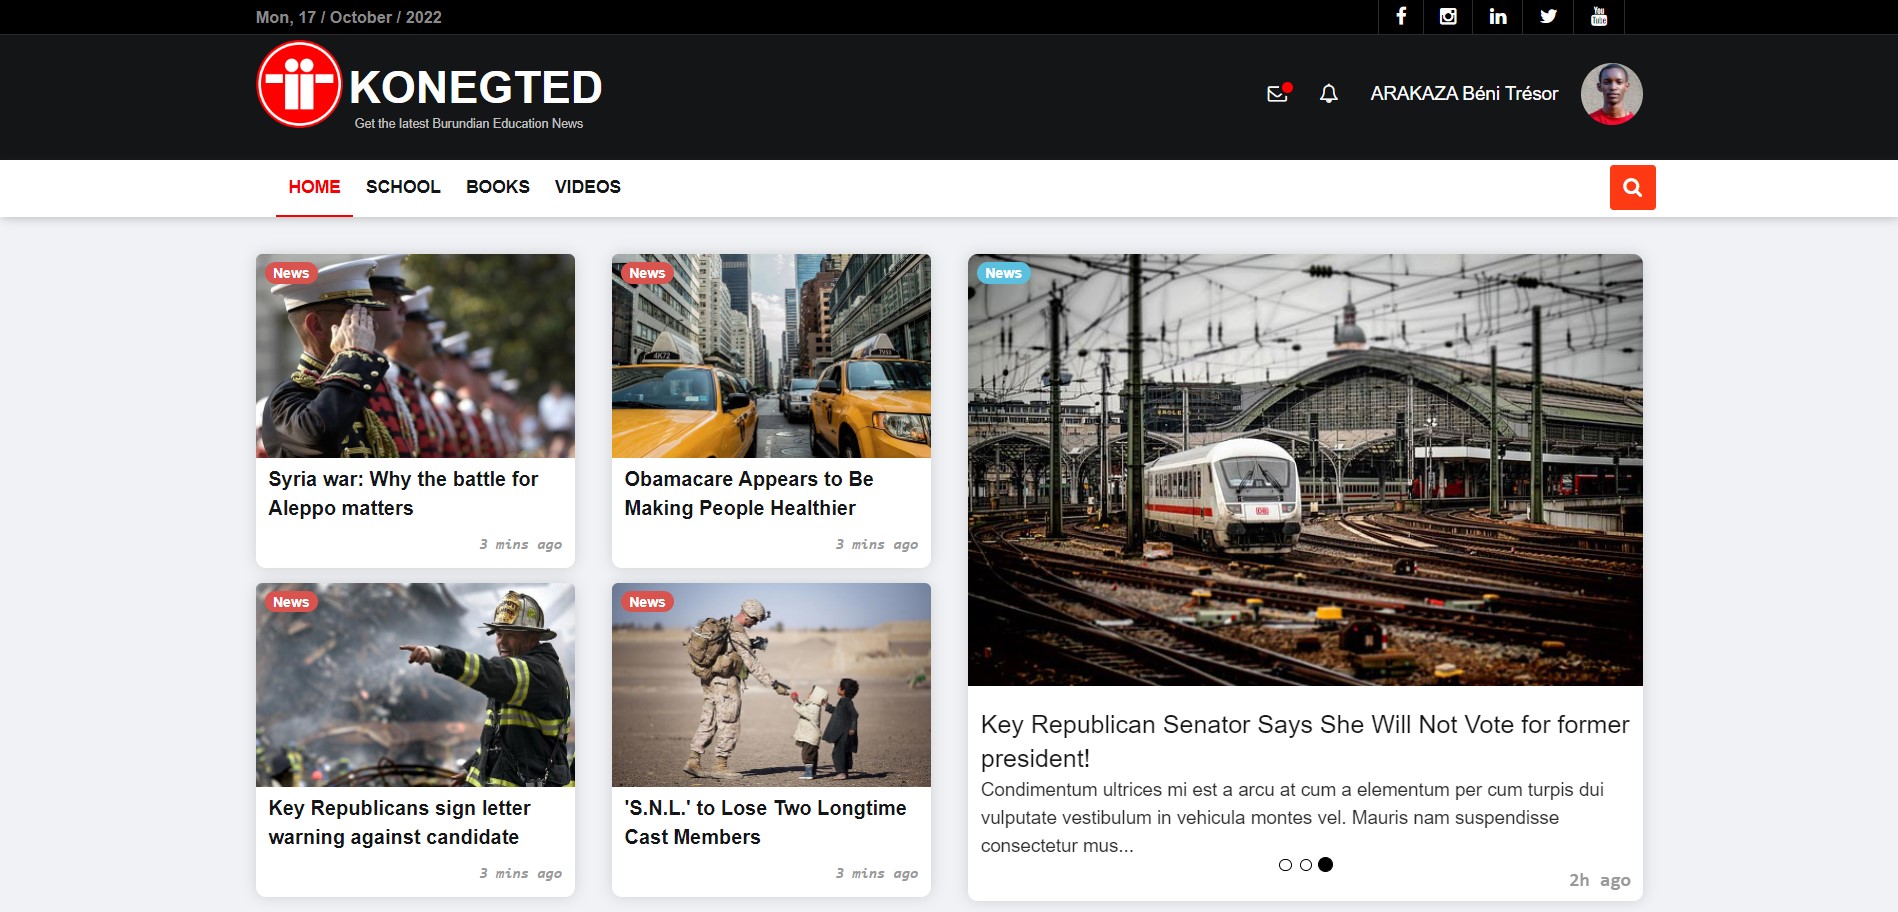 Mon, 17 / October / 2022
You
Tube
KONEGTED
Get the latest Burundian Education News
ARAKAZA Béni Trésor
HOME SCHOOL BOOKS VIDEOS
News
Syria war: Why the battle for
Aleppo matters
3 mins ago
News
4K72
Obamacare Appears to Be
Making People Healthier
3 mins ago
News
DB
Key Republican Senator Says She Will Not Vote for former
president!
Condimentum ultrices mi est a arcu at cum a elementum per cum turpis dui
vulputate vestibulum in vehicula montes vel. Mauris nam suspendisse
consectetur mus...
2h ago
News
Key Republicans sign letter
warning against candidate
3 mins ago
News
'S.N.L.' to Lose Two Longtime
Cast Members
3 mins ago